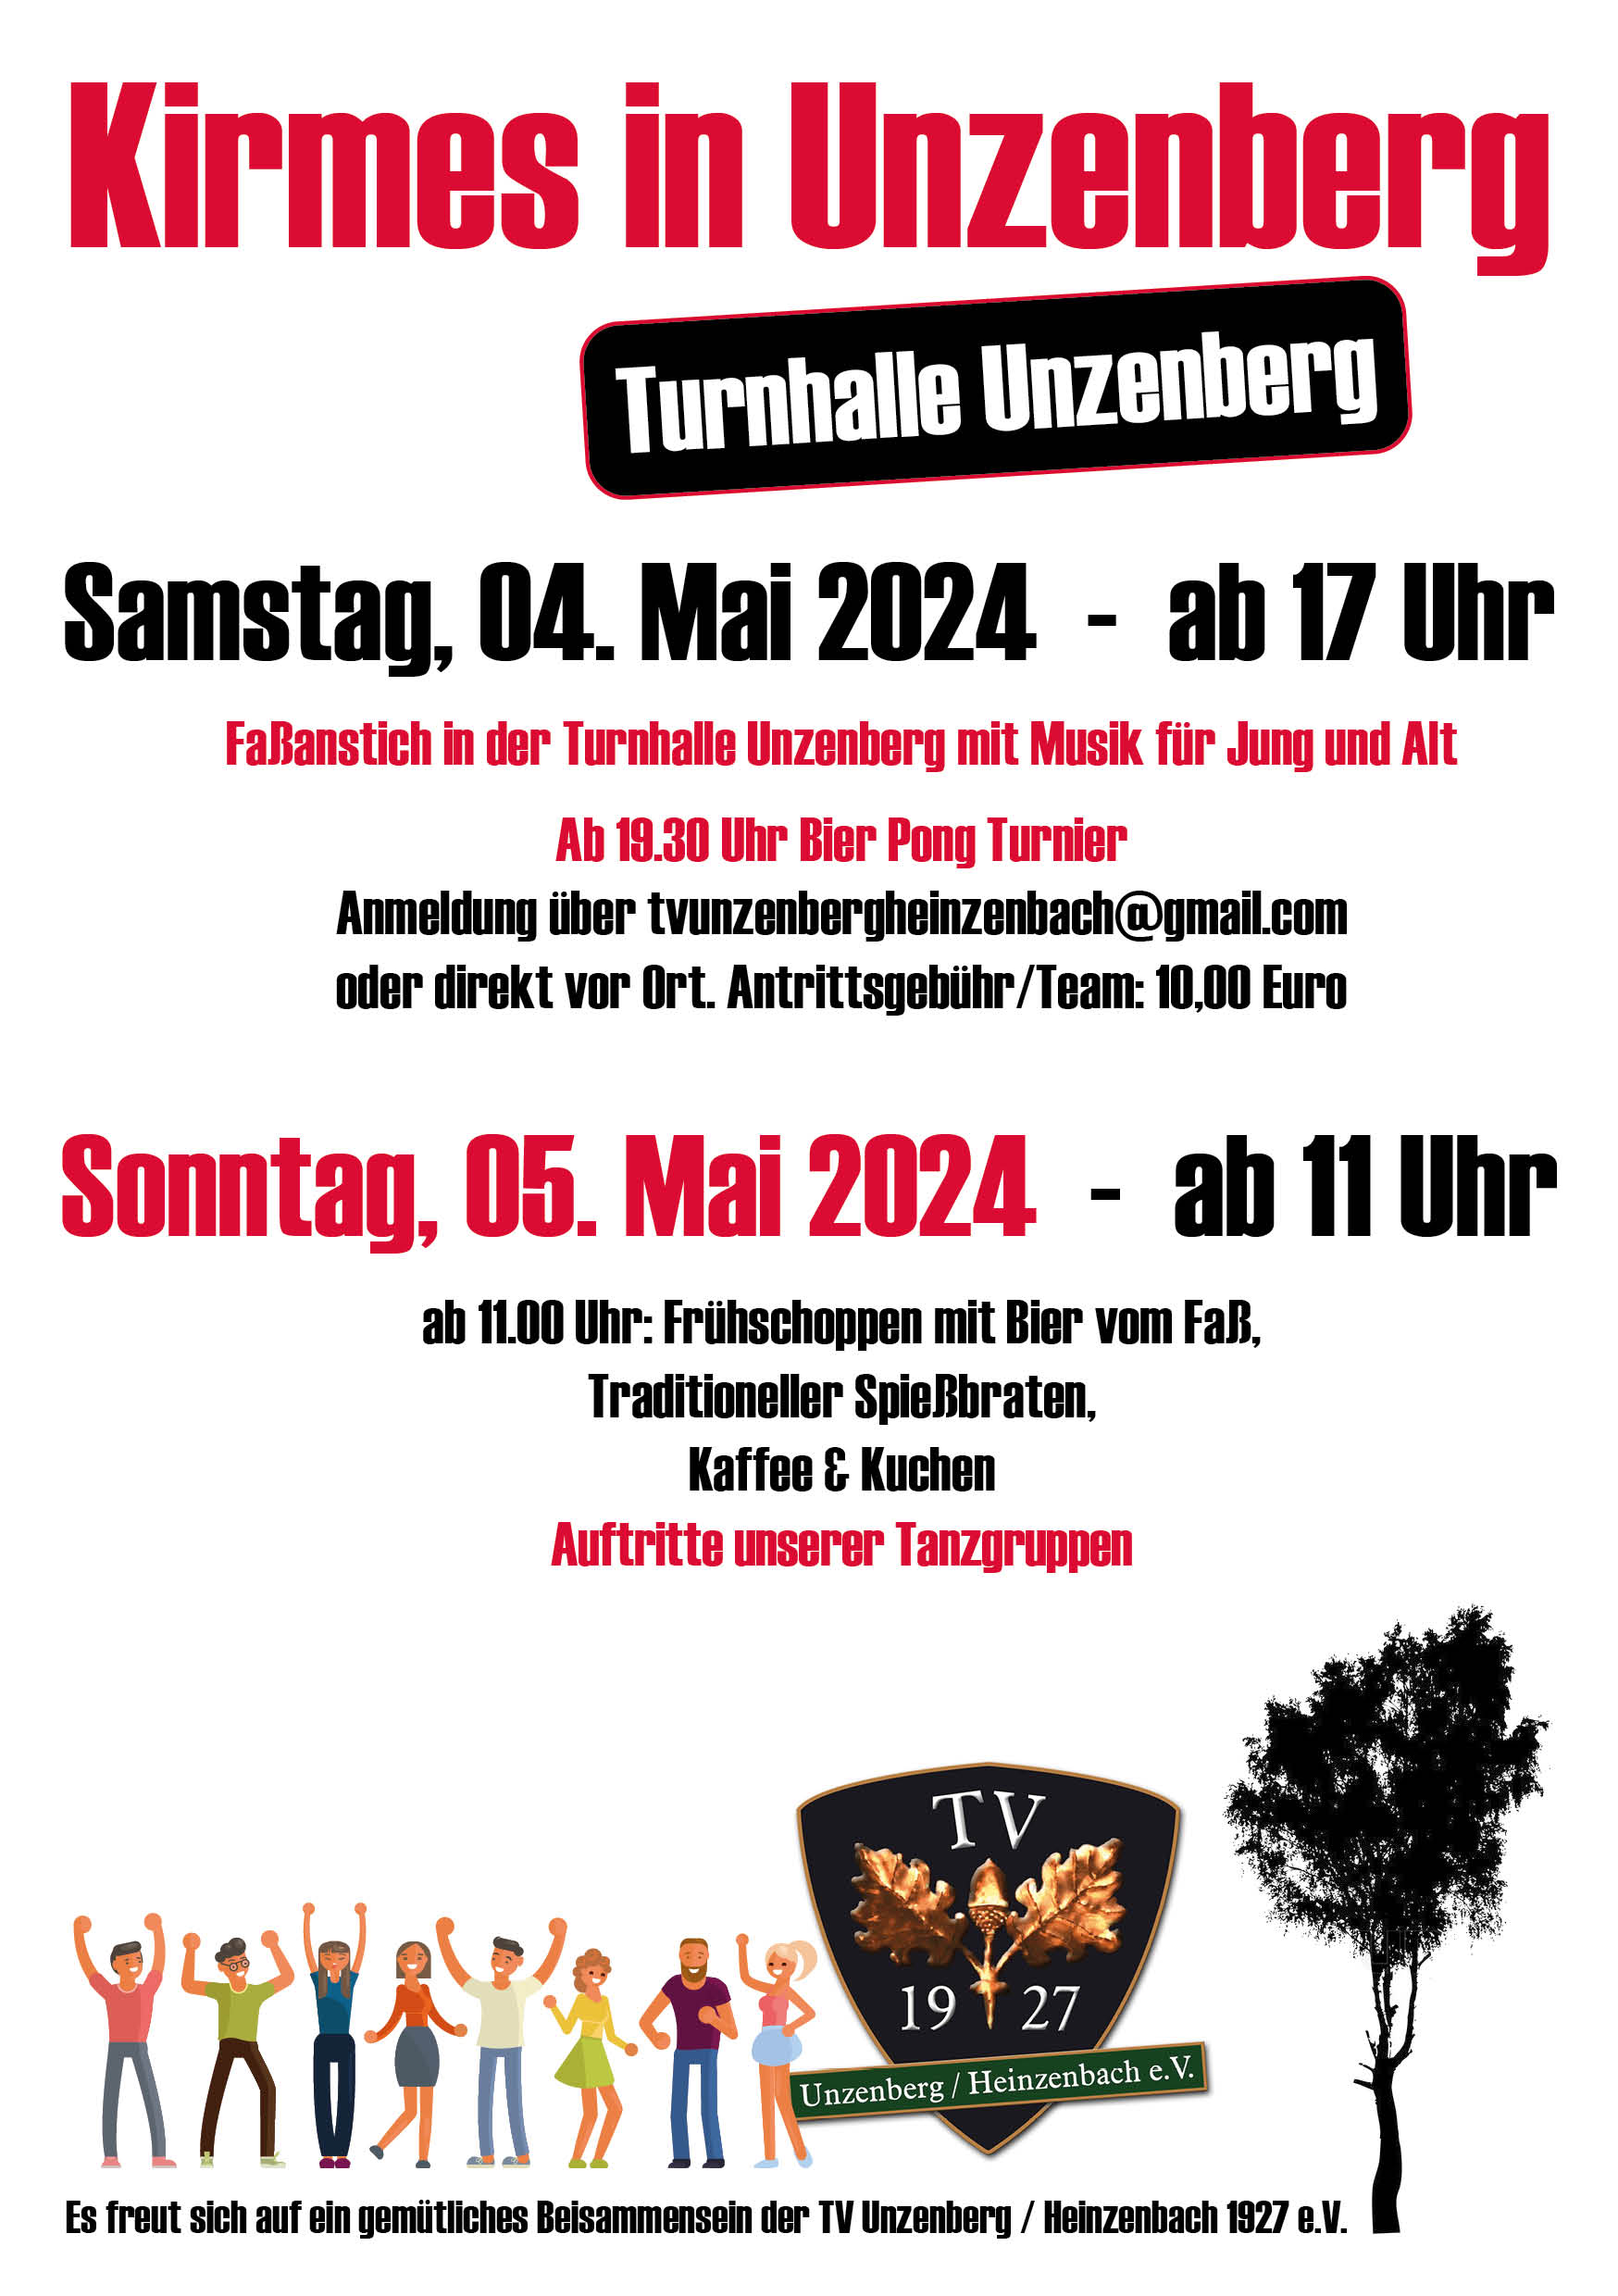 Kirmes in Unzenberg
Turnhalle Unzenberg
Samstag, 04. Mai 2024 - ab 17 Uhr
Faßanstich in der Turnhalle Unzenberg mit Musik für Jung und Alt
Ab 19.30 Uhr Bier Pong Turnier
Anmeldung über tvunzenbergheinzenbach@gmail.com
oder direkt vor Ort. Antrittsgebühr/Team: 10,00 Euro
Sonntag, 05. Mai 2024 - ab 11 Uhr
ab 11.00 Uhr: Frühschoppen mit Bier vom Faß,
Traditioneller Spießbraten,
Kaffee & Kuchen
Auftritte unserer Tanzgruppen
TV
19 27
Unzenberg / Heinzenbach e.V.
Es freut sich auf ein gemütliches Beisammensein der TV Unzenberg / Heinzenbach 1927 e.V.